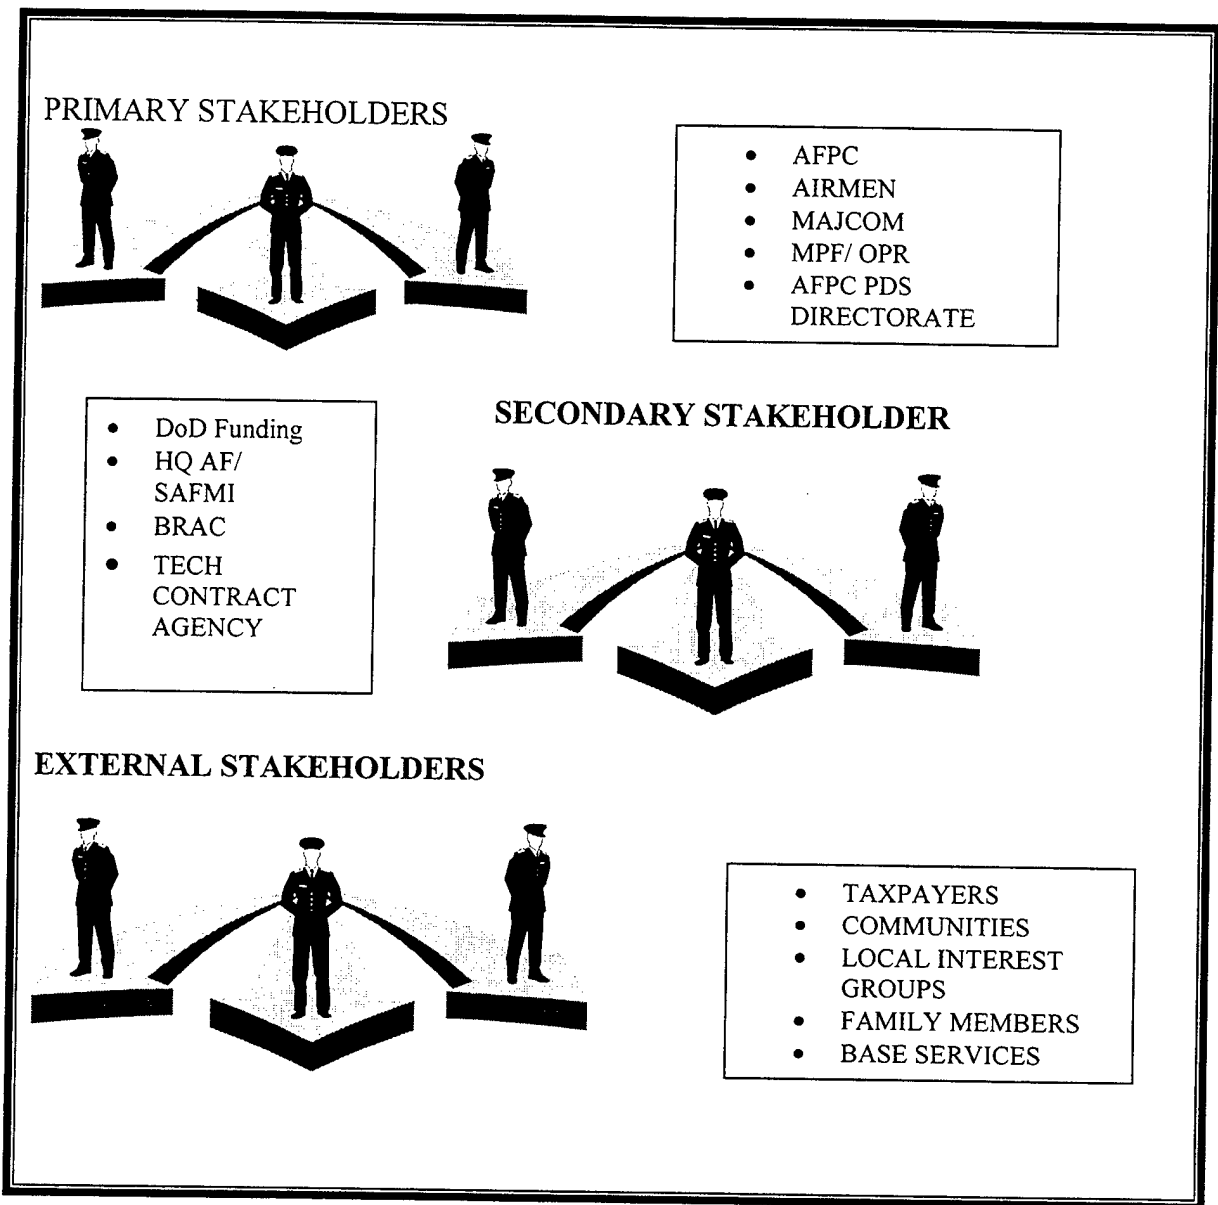 PRIMARY STAKEHOLDERS
• AFPC
• AIRMEN
• MAJCOM
• MPF/ OPR
• AFPC PDS
DIRECTORATE
SECONDARY STAKEHOLDER
• DoD Funding
• HQ AF/
SAFMI
• BRAC
• TECH
CONTRACT
AGENCY
EXTERNAL STAKEHOLDERS
• TAXPAYERS
• COMMUNITIES
• LOCAL INTEREST
GROUPS
• FAMILY MEMBERS
• BASE SERVICES